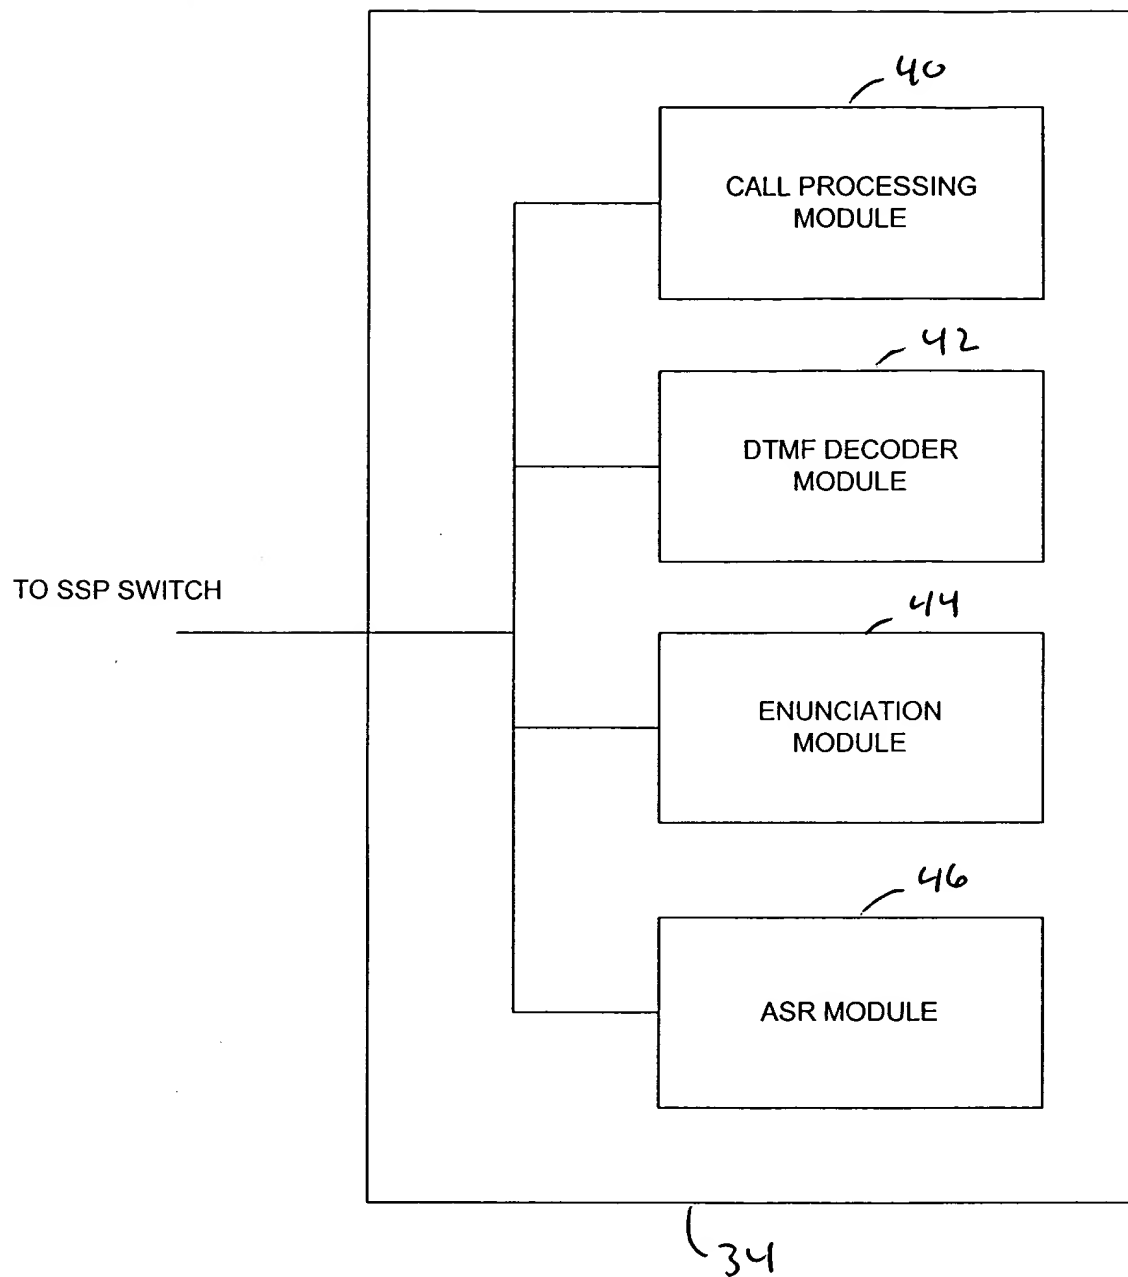 40
CALL PROCESSING
MODULE
42
DTMF DECODER
MODULE
TO SSP SWITCH
44
ENUNCIATION
MODULE
46
ASR MODULE
34